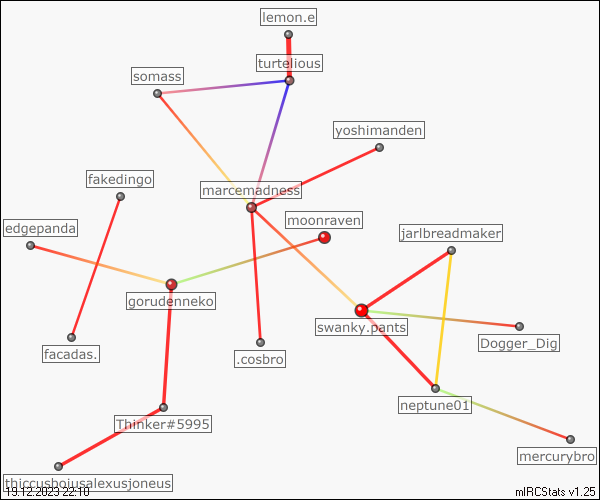 lemon.e
turtelious
somass
yoshimanden
fakedingo
marcemadness
moonraven
edgepanda
jarlbreadmaker
gorudenneko
swanky.pants
Dogger_Dig
facadas.
.cosbro
neptune01
Thinker#5995
mercurybro
thiccusboiusalexusjoneus
19.12.2023 22:10
mIRCStats v1.25